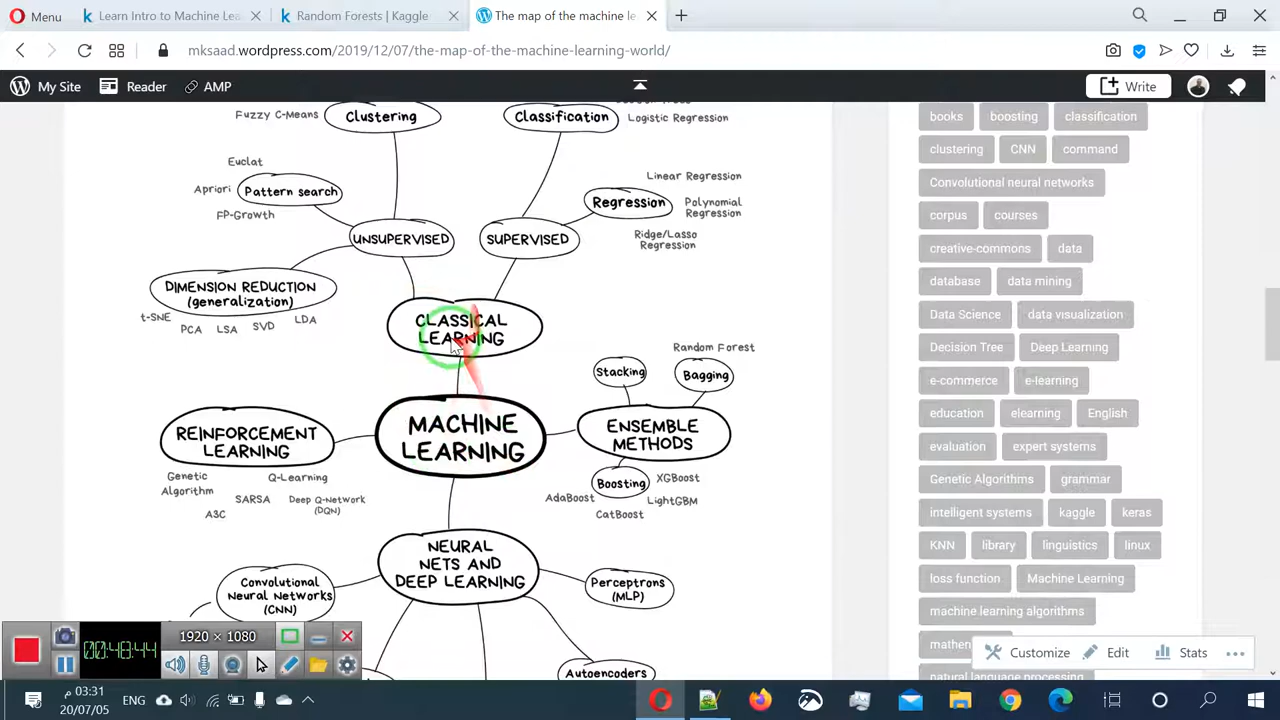 Menu
Learn Intro to Machine Lea
Random Forests | Kaggle
The map of the machine le
mksaad.wordpress.com/2019/12/07/the-map-of-the-machine-learning-world/
My Site
Reader
AMP
Write
Fuzzy C-Means
Clustering
Classification
Logistic Regression
Euclat
Apriori
Pattern search
FP-Growth
Linear Regression
Regression
Polynomial
Regression
Ridge/Lasso
Regression
UNSUPERVISED
SUPERVISED
DIMENSION REDUCTION
(generalization)
t-SNE
PCA
LSA
SVD
LDA
CLASSICAL
LEARNING
Random Forest
Stacking
Bagging
MACHINE
LEARNING
REINFORCEMENT
LEARNING
ENSEMBLE
METHODS
Genetic
Algorithm
Q-Learning
SARSA
Deep Q-Network
(DQN)
A3C
Boosting
XGBoost
AdaBoost
LightGBM
CatBoost
NEURAL
NETS AND
DEEP LEARNING
Convolutional
Neural Networks
(CNN)
Perceptrons
(MLP)
Autoencoders
books
boosting
classification
clustering
CNN
command
Convolutional neural networks
corpus
courses
creative-commons
data
database
data mining
Data Science
data visualization
Decision Tree
Deep Learning
e-commerce
e-learning
education
elearning
English
evaluation
expert systems
Genetic Algorithms
grammar
intelligent systems
kaggle
keras
KNN
library
linguistics
linux
loss function
Machine Learning
machine learning algorithms
natural language processing
Customize
Edit
Stats
1920 × 1080
00:48:44
ENG
03:31 م
20/07/05